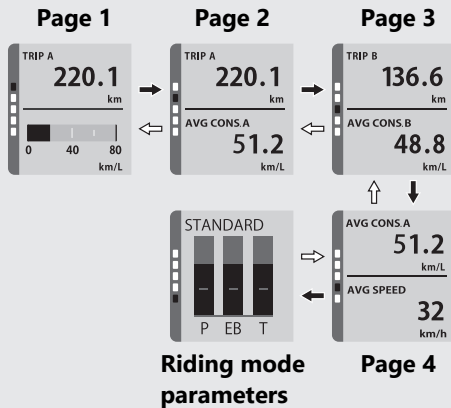 Page 1
Page 2
Page 3
TRIP A
220.1
km
0 40 80
km/L
TRIP A
220.1
km
AVG CONS.A
51.2
km/L
TRIP B
136.6
km
AVG CONS.B
48.8
km/L
STANDARD
P EB T
AVG CONS.A
51.2
km/L
AVG SPEED
32
km/h
Riding mode
parameters
Page 4